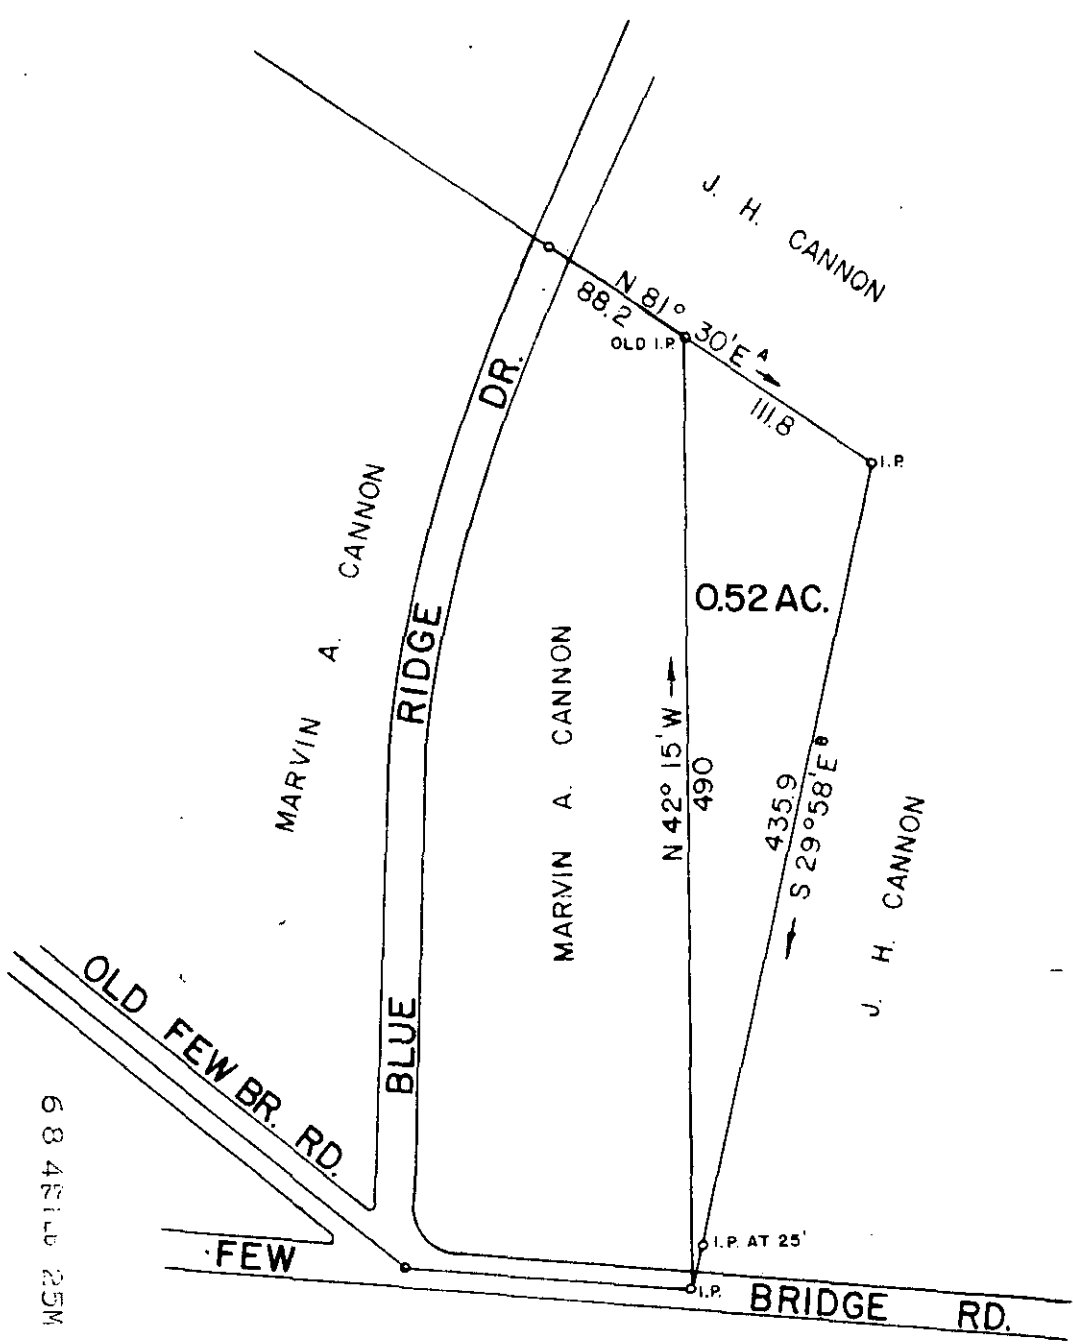 J. H. CANNON
N 81° 30'E A
88.2
OLD I.P.
111.8
I.P.
DR.
MARVIN A. CANNON
RIDGE
0.52 AC.
MARVIN A. CANNON
N 42° 15' W
490
435.9
S 29° 58' E B
J. H. CANNON
BLUE
OLD FEW BR. RD.
I.P. AT 25'
FEW
I.P.
BRIDGE RD.
25M